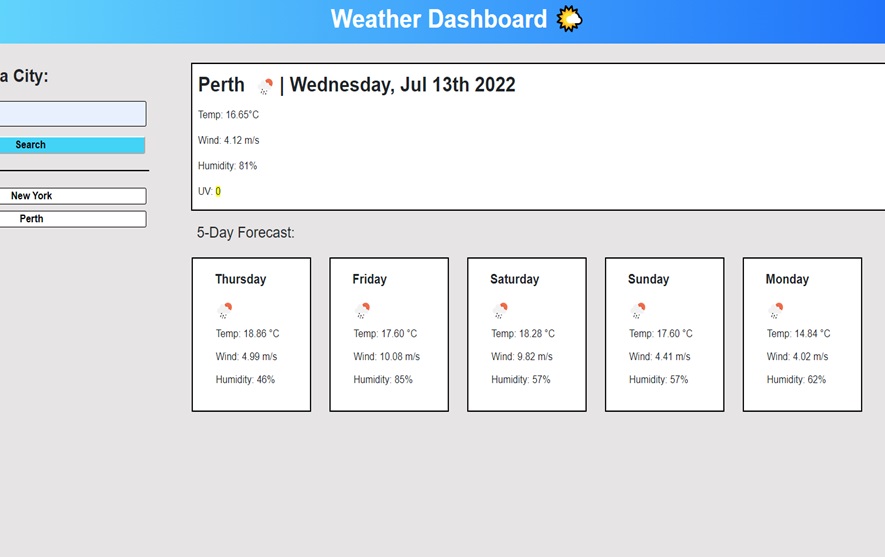 Weather Dashboard
a City:
Search
New York
Perth
Perth | Wednesday, Jul 13th 2022
Temp: 16.65°C
Wind: 4.12 m/s
Humidity: 81%
UV: 0
5-Day Forecast:
Thursday
Temp: 18.86 °C
Wind: 4.99 m/s
Humidity: 46%
Friday
Temp: 17.60 °C
Wind: 10.08 m/s
Humidity: 85%
Saturday
Temp: 18.28 °C
Wind: 9.82 m/s
Humidity: 57%
Sunday
Temp: 17.60 °C
Wind: 4.41 m/s
Humidity: 57%
Monday
Temp: 14.84 °C
Wind: 4.02 m/s
Humidity: 62%